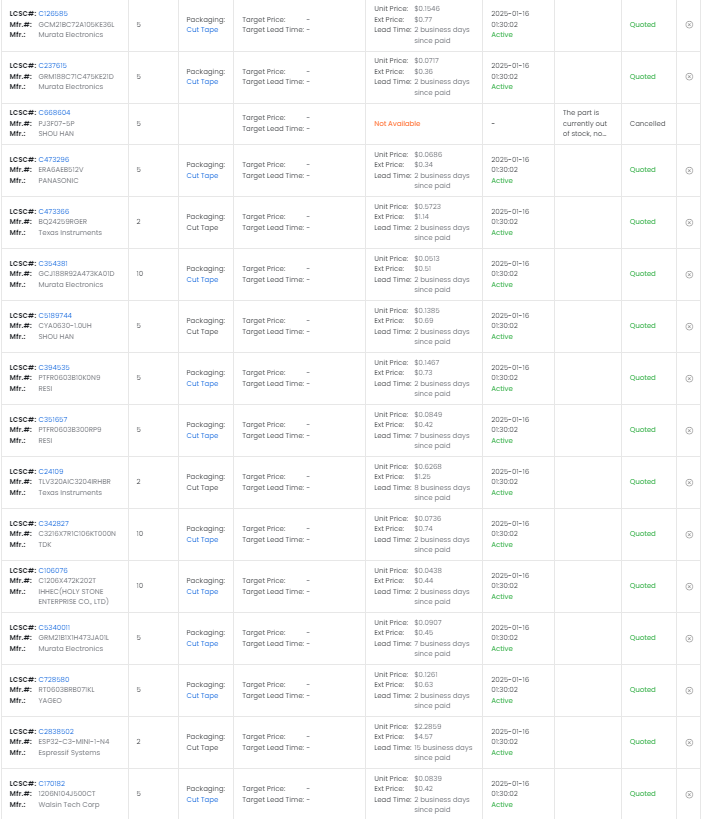 LCSC#: C126585
Mfr.#: GCM21BC72A105KE36L
Mfr.: Murata Electronics
5
Packaging:
Cut Tape
Target Price: -
Target Lead Time: -
Unit Price: $0.1546
Ext Price: $0.77
Lead Time: 2 business days
since paid
2025-01-16
01:30:02
Active
Quoted
LCSC#: C237615
Mfr.#: GRM188C71C475KE21D
Mfr.: Murata Electronics
5
Packaging:
Cut Tape
Target Price: -
Target Lead Time: -
Unit Price: $0.0717
Ext Price: $0.36
Lead Time: 2 business days
since paid
2025-01-16
01:30:02
Active
Quoted
LCSC#: C668604
Mfr.#: PJ3F07-5P
Mfr.: SHOU HAN
5
Target Price: -
Target Lead Time: -
Not Available
-
The part is
currently out
of stock, no...
Cancelled
LCSC#: C473296
Mfr.#: ERA6AEB512V
Mfr.: PANASONIC
5
Packaging:
Cut Tape
Target Price: -
Target Lead Time: -
Unit Price: $0.0686
Ext Price: $0.34
Lead Time: 2 business days
since paid
2025-01-16
01:30:02
Active
Quoted
LCSC#: C473366
Mfr.#: BQ24259RGER
Mfr.: Texas Instruments
2
Packaging:
Cut Tape
Target Price: -
Target Lead Time: -
Unit Price: $0.5723
Ext Price: $1.14
Lead Time: 2 business days
since paid
2025-01-16
01:30:02
Active
Quoted
LCSC#: C354381
Mfr.#: GCJ188R92A473KA01D
Mfr.: Murata Electronics
10
Packaging:
Cut Tape
Target Price: -
Target Lead Time: -
Unit Price: $0.0513
Ext Price: $0.51
Lead Time: 2 business days
since paid
2025-01-16
01:30:02
Active
Quoted
LCSC#: C5189744
Mfr.#: CYA0630-1.0UH
Mfr.: SHOU HAN
5
Packaging:
Cut Tape
Target Price: -
Target Lead Time: -
Unit Price: $0.1385
Ext Price: $0.69
Lead Time: 2 business days
since paid
2025-01-16
01:30:02
Active
Quoted
LCSC#: C394535
Mfr.#: PTFR0603B10K0N9
Mfr.: RESI
5
Packaging:
Cut Tape
Target Price: -
Target Lead Time: -
Unit Price: $0.1467
Ext Price: $0.73
Lead Time: 2 business days
since paid
2025-01-16
01:30:02
Active
Quoted
LCSC#: C351657
Mfr.#: PTFR0603B300RP9
Mfr.: RESI
5
Packaging:
Cut Tape
Target Price: -
Target Lead Time: -
Unit Price: $0.0849
Ext Price: $0.42
Lead Time: 7 business days
since paid
2025-01-16
01:30:02
Active
Quoted
LCSC#: C24109
Mfr.#: TLV320AIC3204IRHBR
Mfr.: Texas Instruments
2
Packaging:
Cut Tape
Target Price: -
Target Lead Time: -
Unit Price: $0.6268
Ext Price: $1.25
Lead Time: 8 business days
since paid
2025-01-16
01:30:02
Active
Quoted
LCSC#: C342827
Mfr.#: C3216X7R1C106KT000N
Mfr.: TDK
10
Packaging:
Cut Tape
Target Price: -
Target Lead Time: -
Unit Price: $0.0736
Ext Price: $0.74
Lead Time: 2 business days
since paid
2025-01-16
01:30:02
Active
Quoted
LCSC#: C106076
Mfr.#: C1206X472K202T
Mfr.: IHHEC(HOLY STONE
ENTERPRISE CO., LTD)
10
Packaging:
Cut Tape
Target Price: -
Target Lead Time: -
Unit Price: $0.0438
Ext Price: $0.44
Lead Time: 2 business days
since paid
2025-01-16
01:30:02
Active
Quoted
LCSC#: C5340011
Mfr.#: GRM21B1X1H473JA01L
Mfr.: Murata Electronics
5
Packaging:
Cut Tape
Target Price: -
Target Lead Time: -
Unit Price: $0.0907
Ext Price: $0.45
Lead Time: 7 business days
since paid
2025-01-16
01:30:02
Active
Quoted
LCSC#: C728580
Mfr.#: RT0603BRB071KL
Mfr.: YAGEO
5
Packaging:
Cut Tape
Target Price: -
Target Lead Time: -
Unit Price: $0.1261
Ext Price: $0.63
Lead Time: 2 business days
since paid
2025-01-16
01:30:02
Active
Quoted
LCSC#: C2838502
Mfr.#: ESP32-C3-MINI-1-N4
Mfr.: Espressif Systems
2
Packaging:
Cut Tape
Target Price: -
Target Lead Time: -
Unit Price: $2.2859
Ext Price: $4.57
Lead Time: 15 business days
since paid
2025-01-16
01:30:02
Active
Quoted
LCSC#: C170182
Mfr.#: 1206N104J500CT
Mfr.: Walsin Tech Corp
5
Packaging:
Cut Tape
Target Price: -
Target Lead Time: -
Unit Price: $0.0839
Ext Price: $0.42
Lead Time: 2 business days
since paid
2025-01-16
01:30:02
Active
Quoted